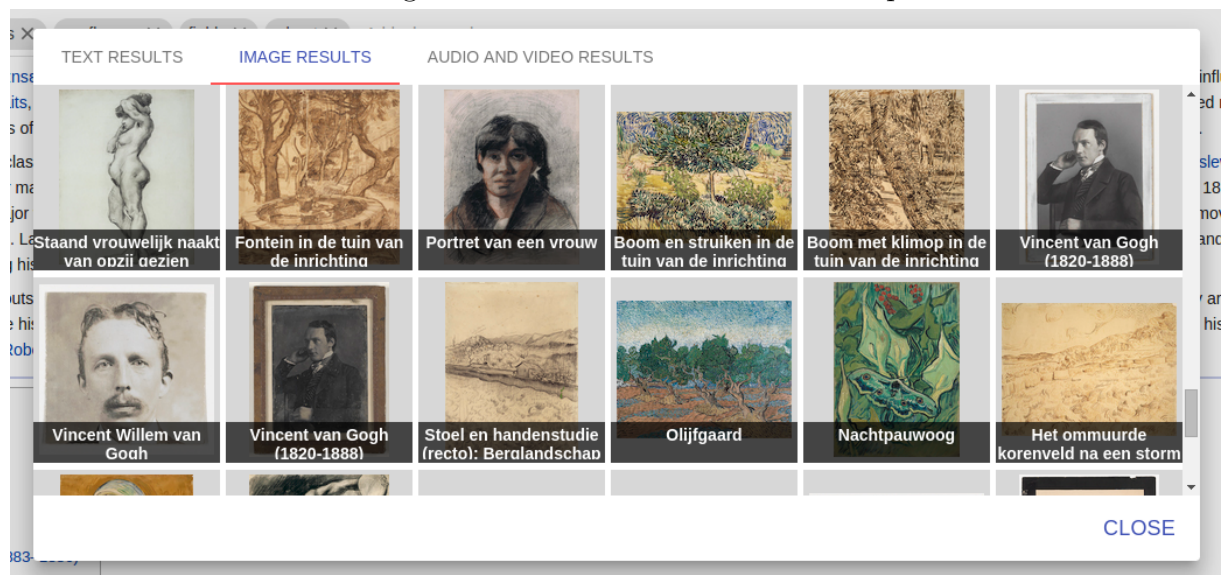 TEXT RESULTS IMAGE RESULTS AUDIO AND VIDEO RESULTS
Staand vrouwelijk naakt
van opzij gezien
Fontein in de tuin van
de inrichting
Portret van een vrouw
Boom en struiken in de
tuin van de inrichting
Boom met klimop in de
tuin van de inrichting
Vincent van Gogh
(1820-1888)
Vincent Willem van
Gogh
Vincent van Gogh
(1820-1888)
Stoel en handenstudie
(recto): Berglandschap
Olijfgaard
Nachtpauwoog
Het ommuurde
korenveld na een storm
CLOSE